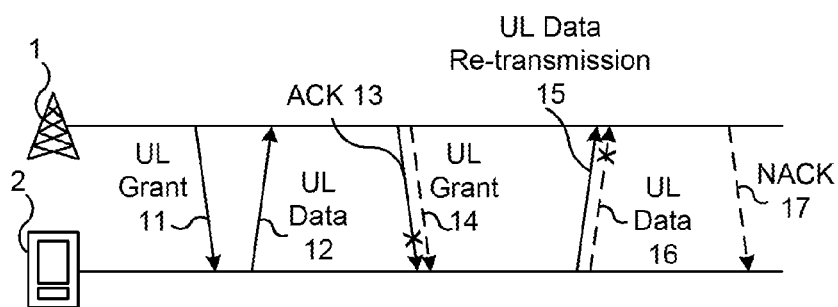 1
2
UL
Grant
11
UL
Data
12
ACK 13
UL
Grant
14
UL Data
Re-transmission
15
UL
Data
16
NACK
17